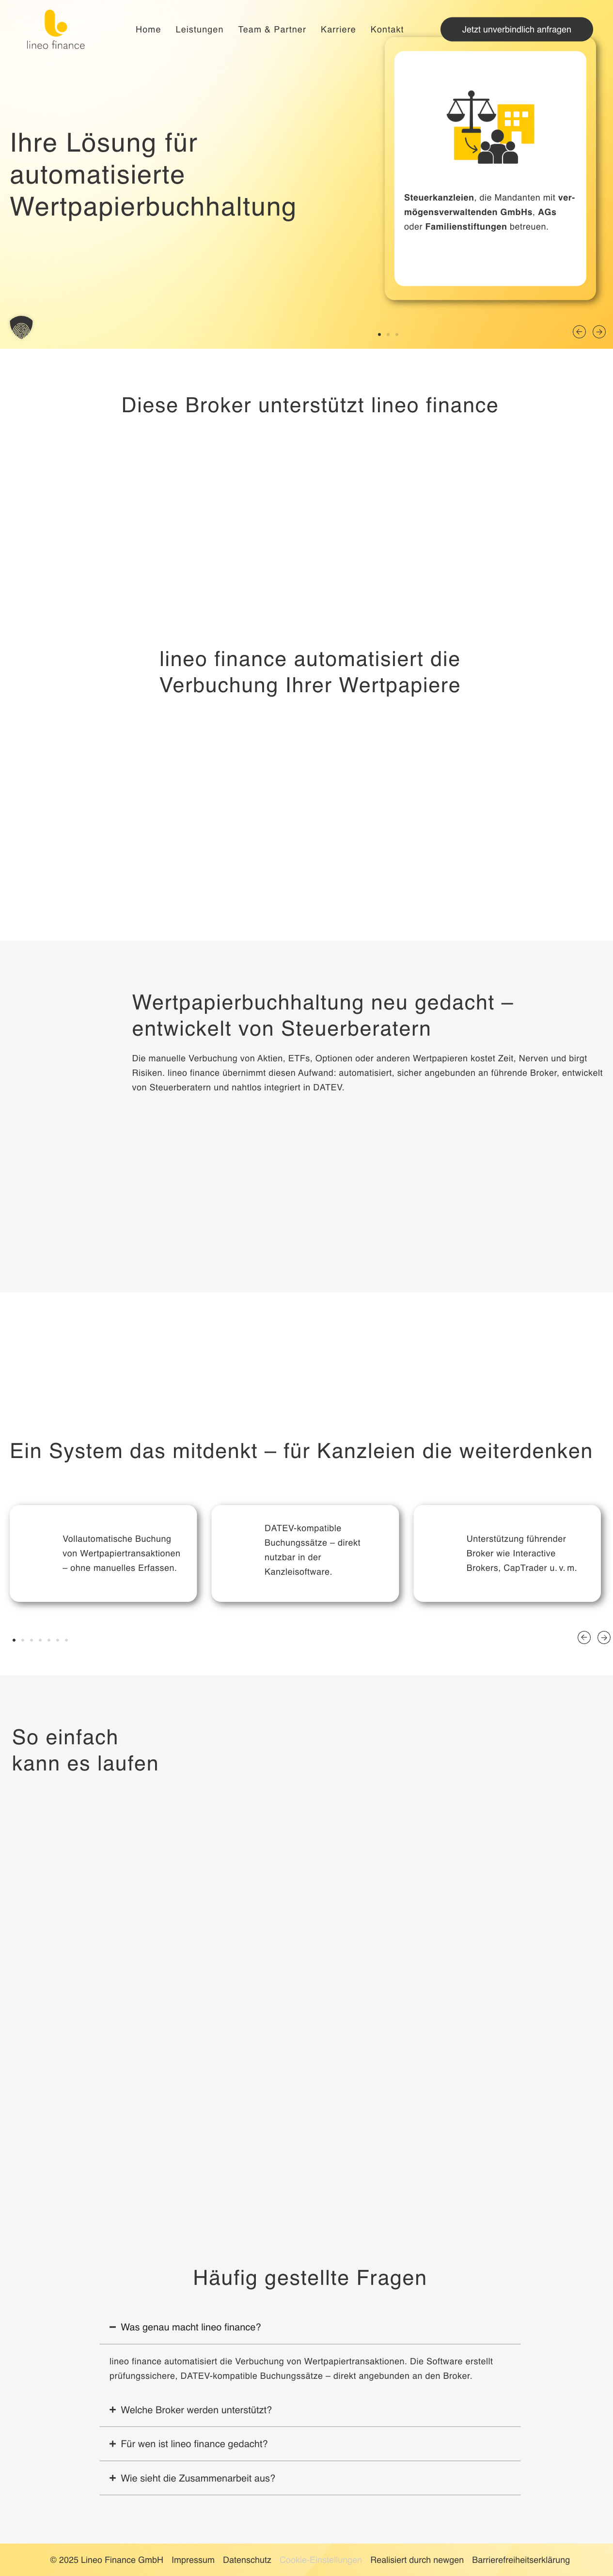 lineo finance
Home Leistungen Team & Partner Karriere Kontakt
Jetzt unverbindlich anfragen
Ihre Lösung für
automatisierte
Wertpapierbuchhaltung
Steuerkanzleien, die Mandanten mit ver-
mögensverwaltenden GmbHs, AGs
oder Familienstiftungen betreuen.
Diese Broker unterstützt lineo finance
lineo finance automatisiert die
Verbuchung Ihrer Wertpapiere
Wertpapierbuchhaltung neu gedacht –
entwickelt von Steuerberatern
Die manuelle Verbuchung von Aktien, ETFs, Optionen oder anderen Wertpapieren kostet Zeit, Nerven und birgt
Risiken. lineo finance übernimmt diesen Aufwand: automatisiert, sicher angebunden an führende Broker, entwickelt
von Steuerberatern und nahtlos integriert in DATEV.
Ein System das mitdenkt – für Kanzleien die weiterdenken
Vollautomatische Buchung
von Wertpapiertransaktionen
– ohne manuelles Erfassen.
DATEV-kompatible
Buchungssätze – direkt
nutzbar in der
Kanzleisoftware.
Unterstützung führender
Broker wie Interactive
Brokers, CapTrader u. v. m.
So einfach
kann es laufen
Häufig gestellte Fragen
Was genau macht lineo finance?
lineo finance automatisiert die Verbuchung von Wertpapiertransaktionen. Die Software erstellt
prüfungssichere, DATEV-kompatible Buchungssätze – direkt angebunden an den Broker.
Welche Broker werden unterstützt?
Für wen ist lineo finance gedacht?
Wie sieht die Zusammenarbeit aus?
© 2025 Lineo Finance GmbH Impressum Datenschutz Cookie-Einstellungen Realisiert durch newgen Barrierefreiheitserklärung